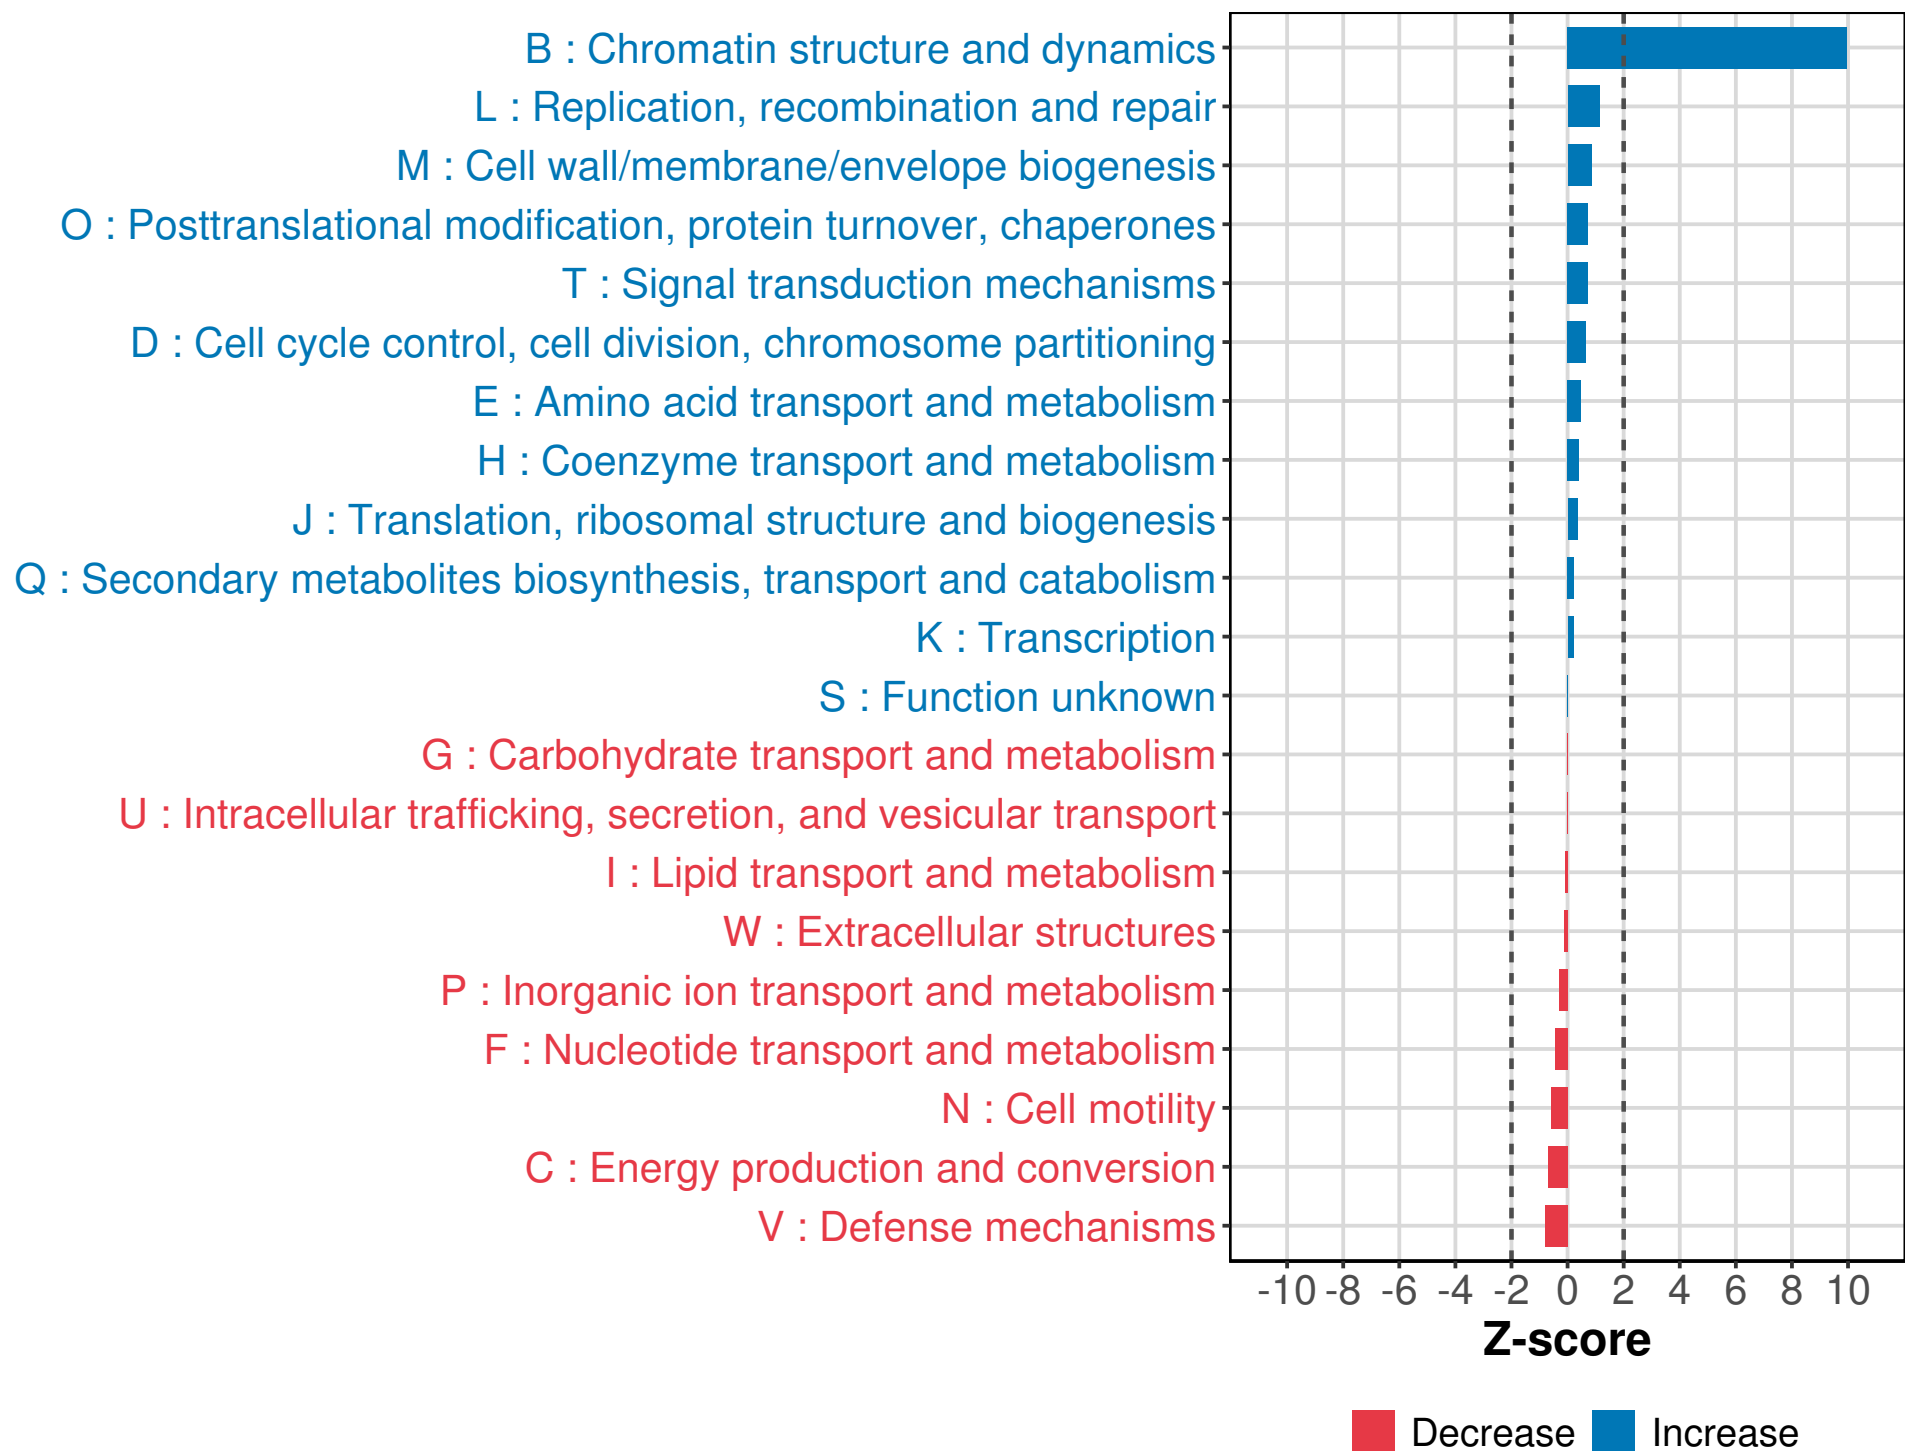 B : Chromatin structure and dynamics
L : Replication, recombination and repair
M : Cell wall/membrane/envelope biogenesis
O : Posttranslational modification, protein turnover, chaperones
T : Signal transduction mechanisms
D : Cell cycle control, cell division, chromosome partitioning
E : Amino acid transport and metabolism
H : Coenzyme transport and metabolism
J : Translation, ribosomal structure and biogenesis
Q : Secondary metabolites biosynthesis, transport and catabolism
K : Transcription
S : Function unknown
G : Carbohydrate transport and metabolism
U : Intracellular trafficking, secretion, and vesicular transport
I : Lipid transport and metabolism
W : Extracellular structures
P : Inorganic ion transport and metabolism
F : Nucleotide transport and metabolism
N : Cell motility
C : Energy production and conversion
V : Defense mechanisms
-10 -8 -6 -4 -2 0 2 4 6 8 10
Z-score
Decrease Increase